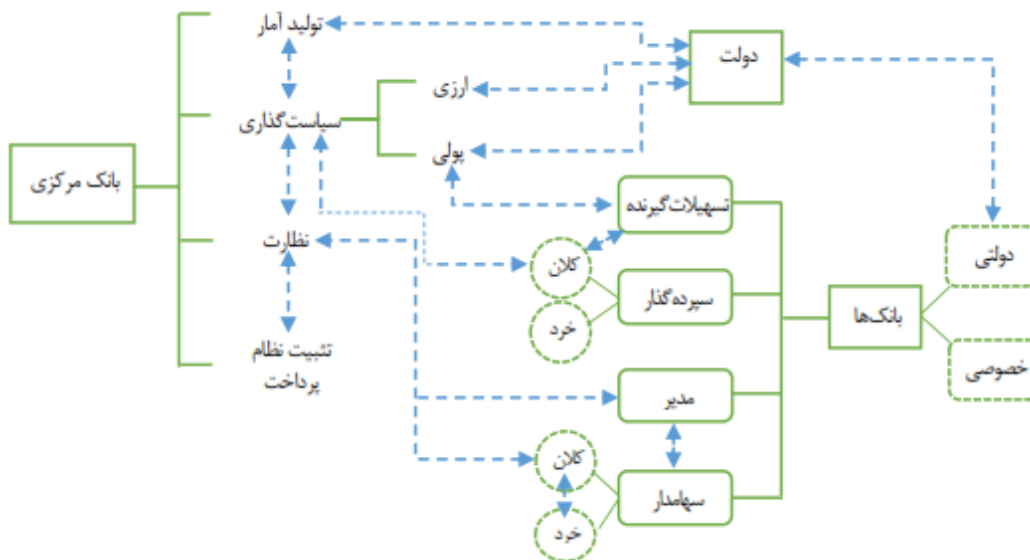 تولید آمار
دولت
ارزی
سیاست‌گذاری
پولی
بانک مرکزی
تسهیلات‌گیرنده
نظارت
کلان
دولتی
سپرده‌گذار
بانک‌ها
خرد
تثبیت نظام
پرداخت
خصوصی
مدیر
کلان
سهامدار
خرد